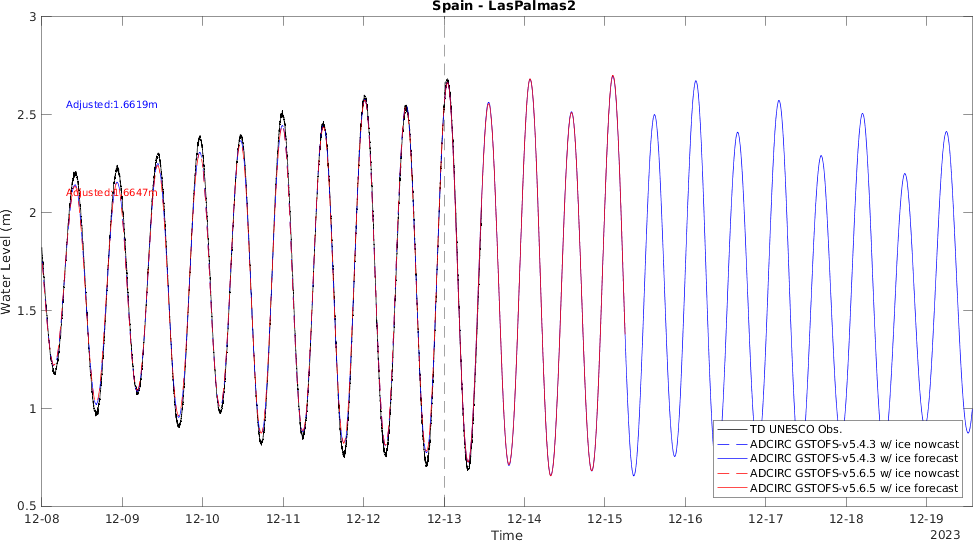 Spain - LasPalmas2
3
2.5
2
1.5
1
0.5
Water Level (m)
Adjusted:1.6619m
Adjusted:1.6647m
TD UNESCO Obs.
ADCIRC GSTOFS-v5.4.3 w/ ice nowcast
ADCIRC GSTOFS-v5.4.3 w/ ice forecast
ADCIRC GSTOFS-v5.6.5 w/ ice nowcast
ADCIRC GSTOFS-v5.6.5 w/ ice forecast
12-08 12-09 12-10 12-11 12-12 12-13 12-14 12-15 12-16 12-17 12-18 12-19
2023
Time